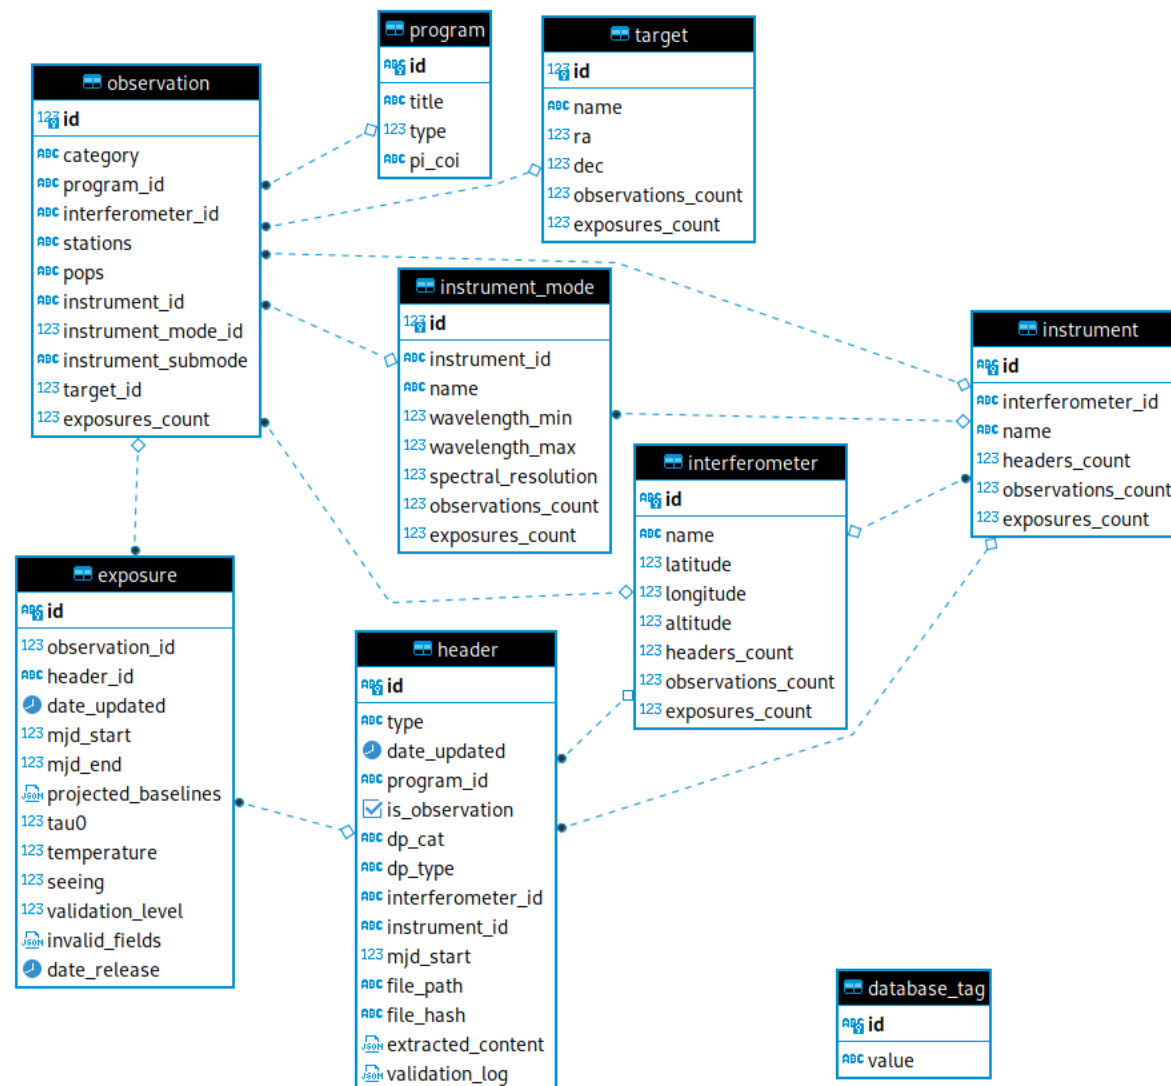 program
id
title
type
pi_coi
target
id
name
ra
dec
observations_count
exposures_count
observation
id
category
program_id
interferometer_id
stations
pops
instrument_id
instrument_mode_id
instrument_submode
target_id
exposures_count
instrument_mode
id
instrument_id
name
wavelength_min
wavelength_max
spectral_resolution
observations_count
exposures_count
instrument
id
interferometer_id
name
headers_count
observations_count
exposures_count
interferometer
id
name
latitude
longitude
altitude
headers_count
observations_count
exposures_count
exposure
id
observation_id
header_id
date_updated
mjd_start
mjd_end
projected_baselines
tau0
temperature
seeing
validation_level
invalid_fields
date_release
header
id
type
date_updated
program_id
is_observation
dp_cat
dp_type
interferometer_id
instrument_id
mjd_start
file_path
file_hash
extracted_content
validation_log
database_tag
id
value